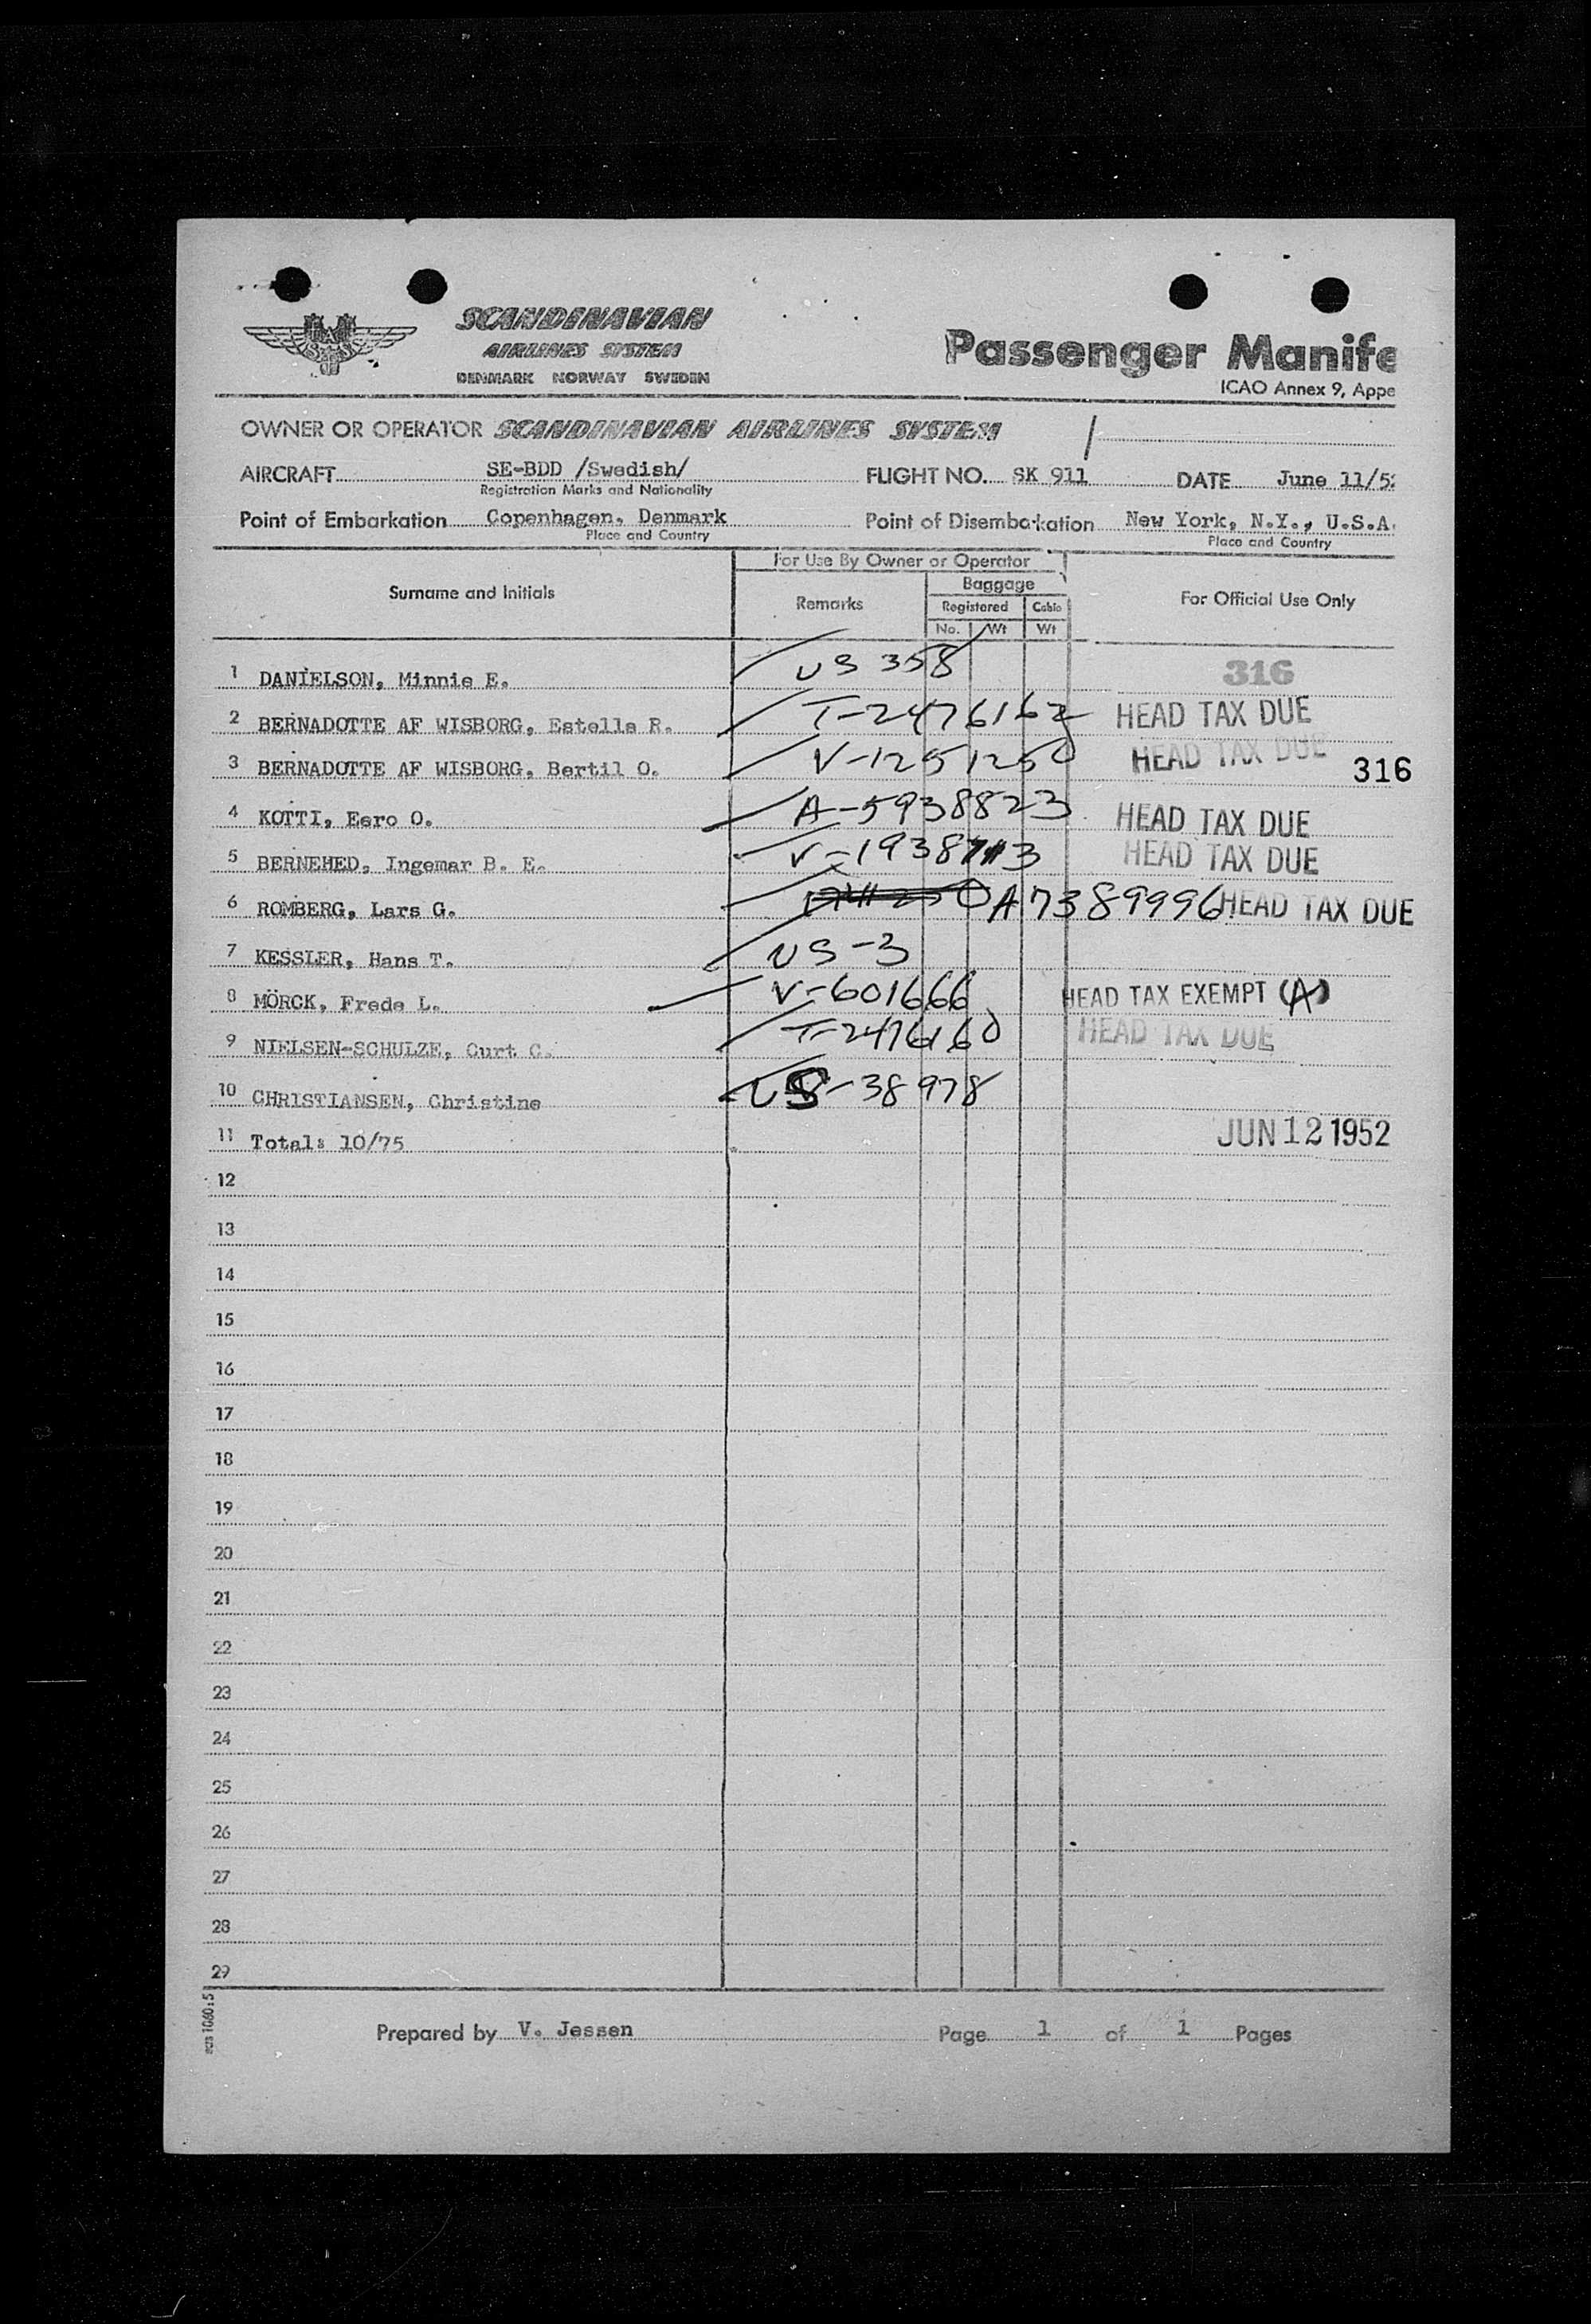 SCANDINAVIAN
AIRLINES SYSTEM
DENMARK NORWAY SWEDEN
Passenger Manife
ICAO Annex 9, Appe
OWNER OR OPERATOR SCANDINAVIAN AIRLINES SYSTEM /
AIRCRAFT SE-BDD /Swedish/ FLIGHT NO. SK 911 DATE June 11/52
Registration Marks and Nationality
Point of Embarkation Copenhagen, Denmark Point of Disembarkation New York, N.Y., U.S.A.
Place and Country Place and Country
For Use By Owner or Operator
Surname and Initials Remarks Baggage For Official Use Only
Registered Cabin
No. Wt Wt
1 DANIELSON, Minnie E. US 358 316
2 BERNADOTTE AF WISBORG, Estelle R. T-2476162 HEAD TAX DUE
3 BERNADOTTE AF WISBORG, Bertil O. V-1251250 HEAD TAX DUE 316
4 KOTTI, Eero O. A-5938823 HEAD TAX DUE
5 BERNEHED, Ingemar B. E. HEAD TAX DUE
6 ROMBERG, Lars G. A7389996 HEAD TAX DUE
7 KESSLER, Hans T. US-3
8 MÖRCK, Frede L. V-601666 HEAD TAX EXEMPT (A)
9 NIELSEN-SCHULZE, Curt C. T-2476160 HEAD TAX DUE
10 CHRISTIANSEN, Christine US-38978
11 Total: 10/75 JUN 12 1952
12
13
14
15
16
17
18
19
20
21
22
23
24
25
26
27
28
29
Prepared by V. Jessen Page 1 of 1 Pages